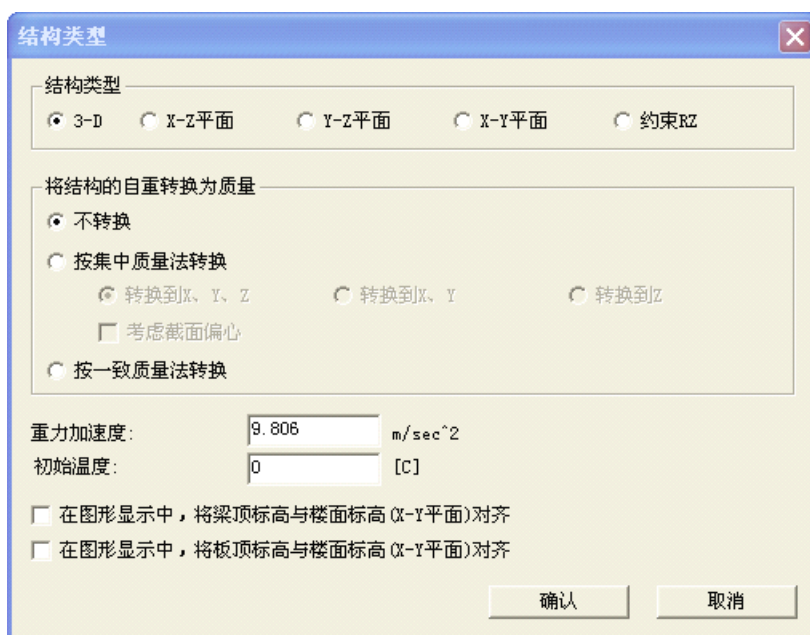 结构类型
结构类型
3-D X-Z平面 Y-Z平面 X-Y平面 约束RZ
将结构的自重转换为质量
不转换
按集中质量法转换
转换到X、Y、Z 转换到X、Y 转换到Z
考虑截面偏心
按一致质量法转换
重力加速度: 9.806 m/sec^2
初始温度: 0 [C]
在图形显示中，将梁顶标高与楼面标高(X-Y平面)对齐
在图形显示中，将板顶标高与楼面标高(X-Y平面)对齐
确认 取消